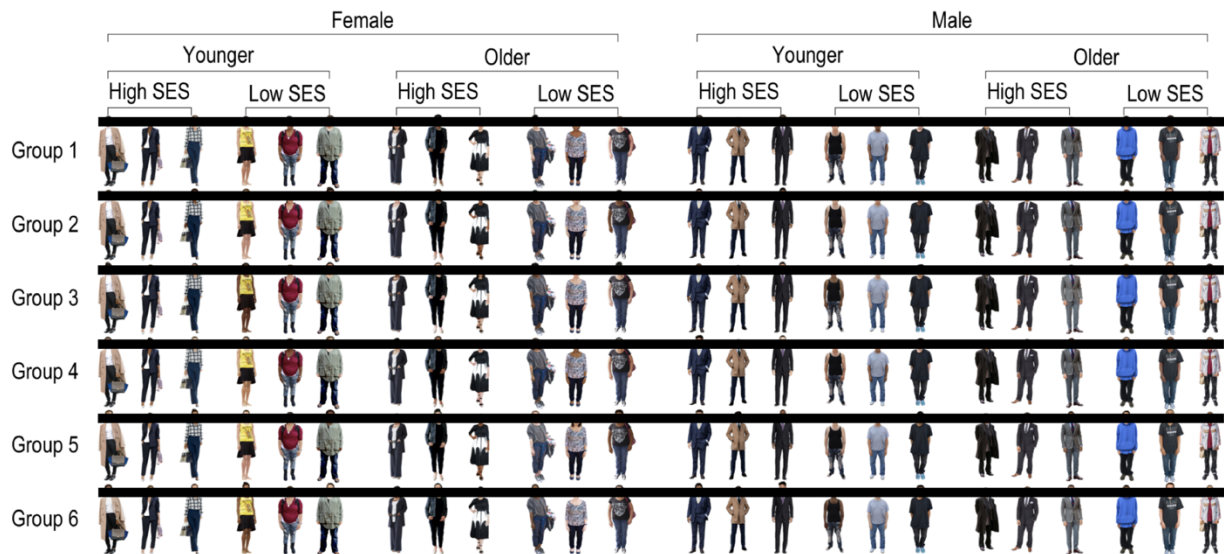 Female Male
Younger Older Younger Older
High SES Low SES High SES Low SES High SES Low SES High SES Low SES
Group 1
Group 2
Group 3
Group 4
Group 5
Group 6